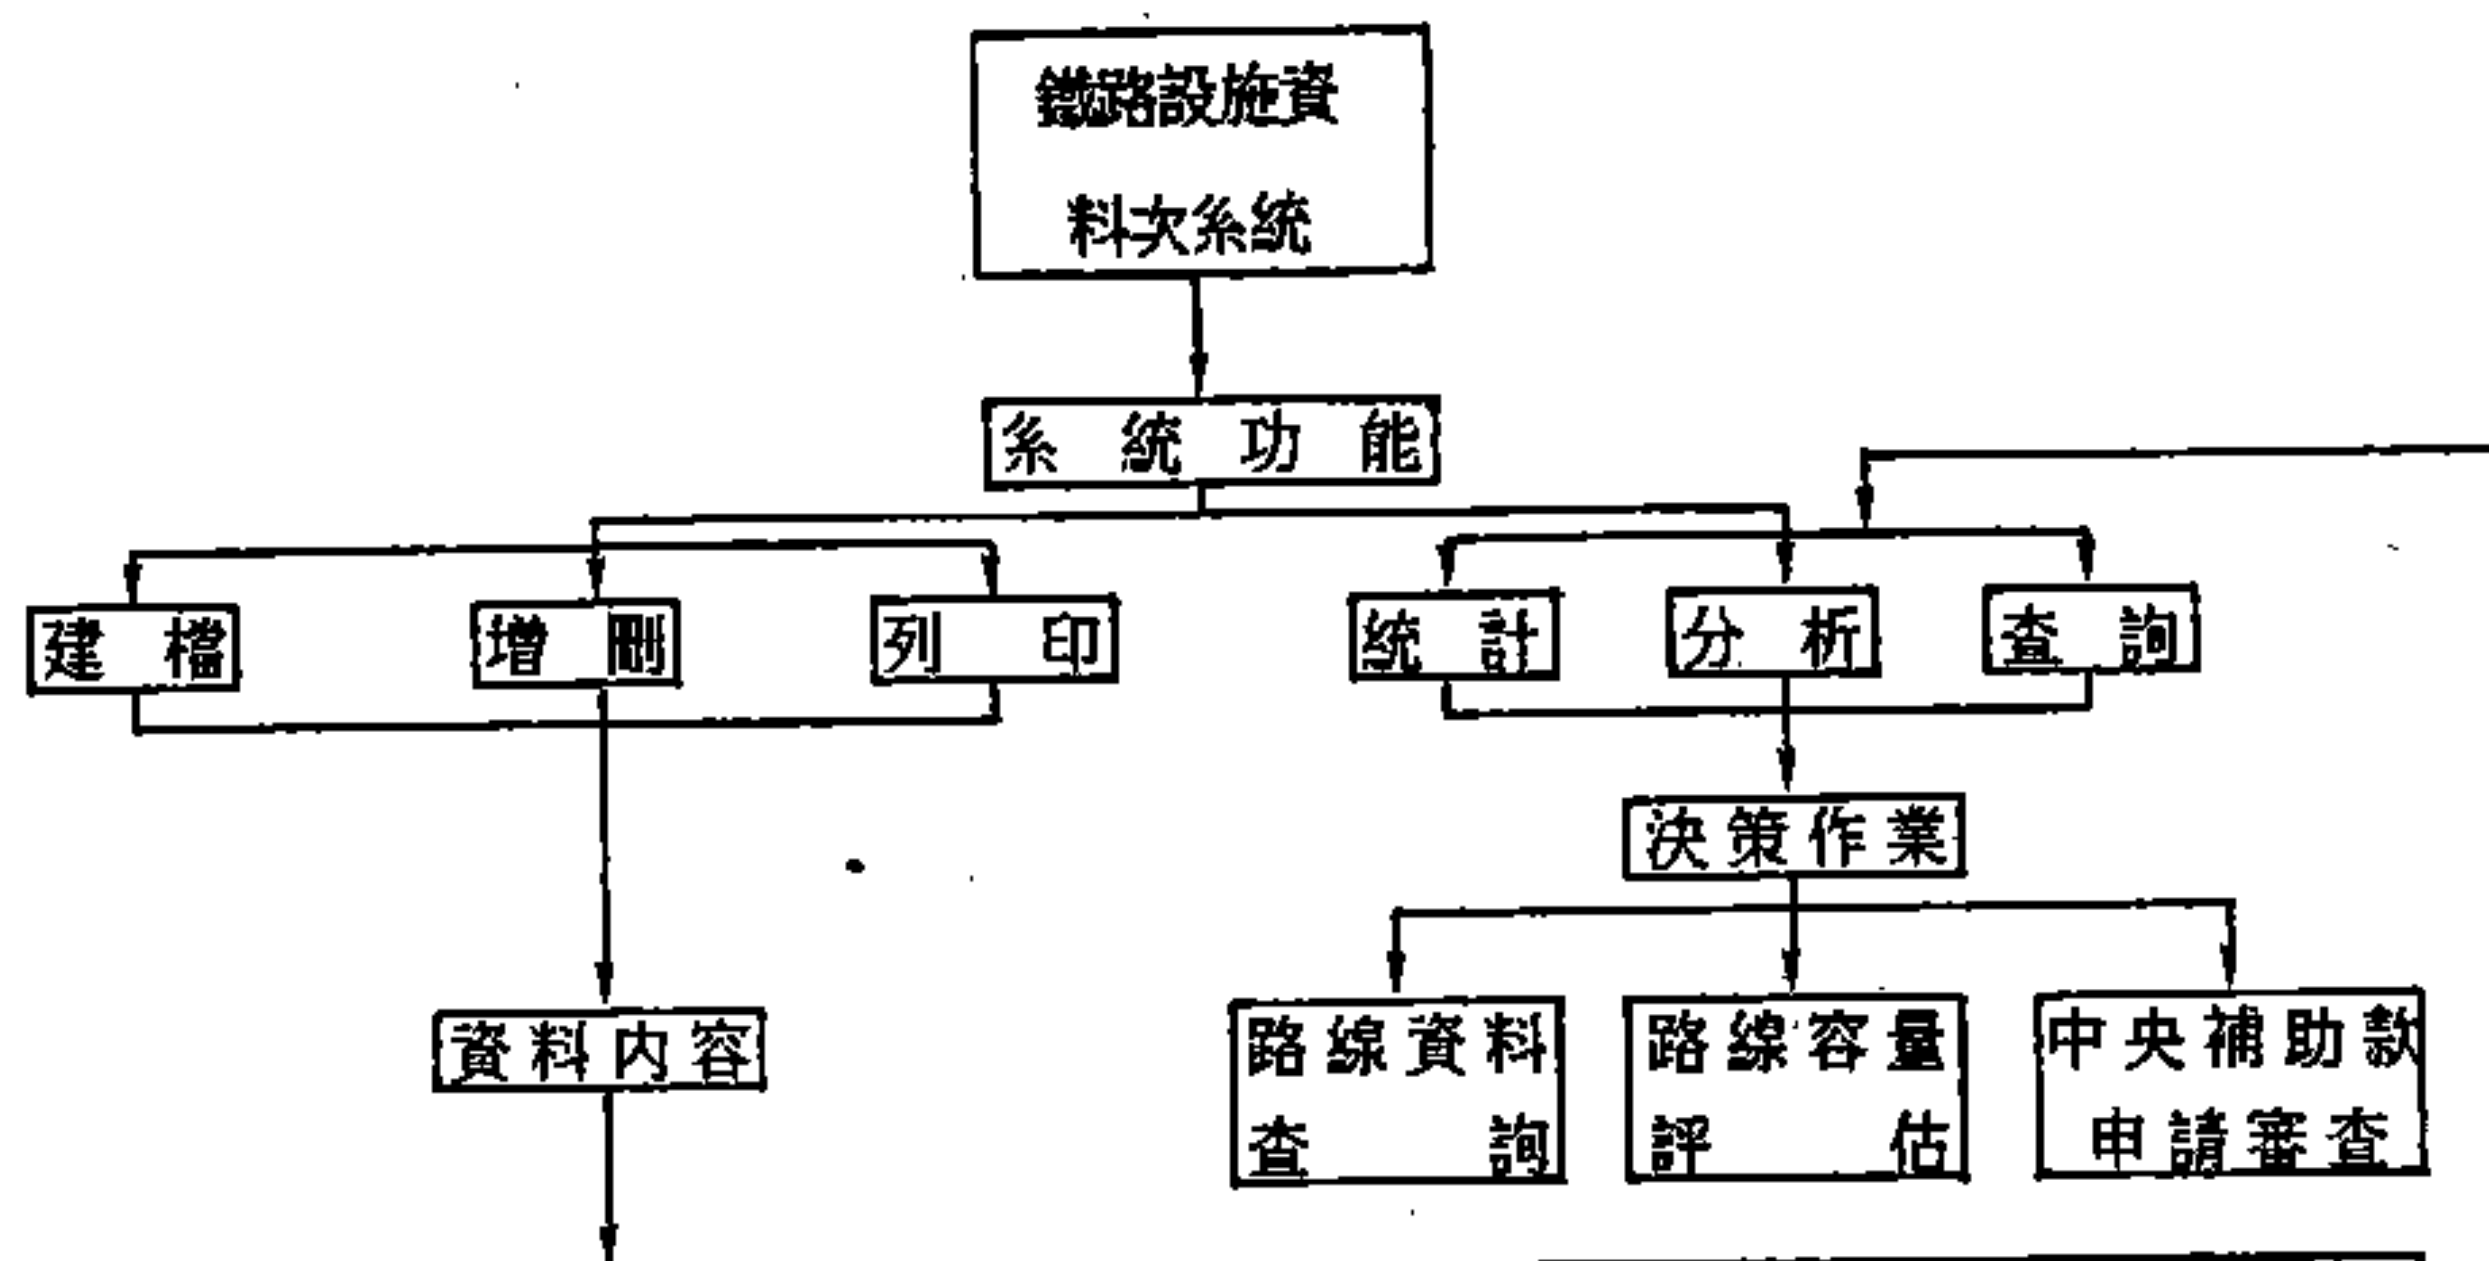 鐵路設施資
料次系統
系統功能
建檔
增刪
列印
統計
分析
查詢
決策作業
資料內容
路線資料
查詢
路線容量
評估
中央補助款
申請審查